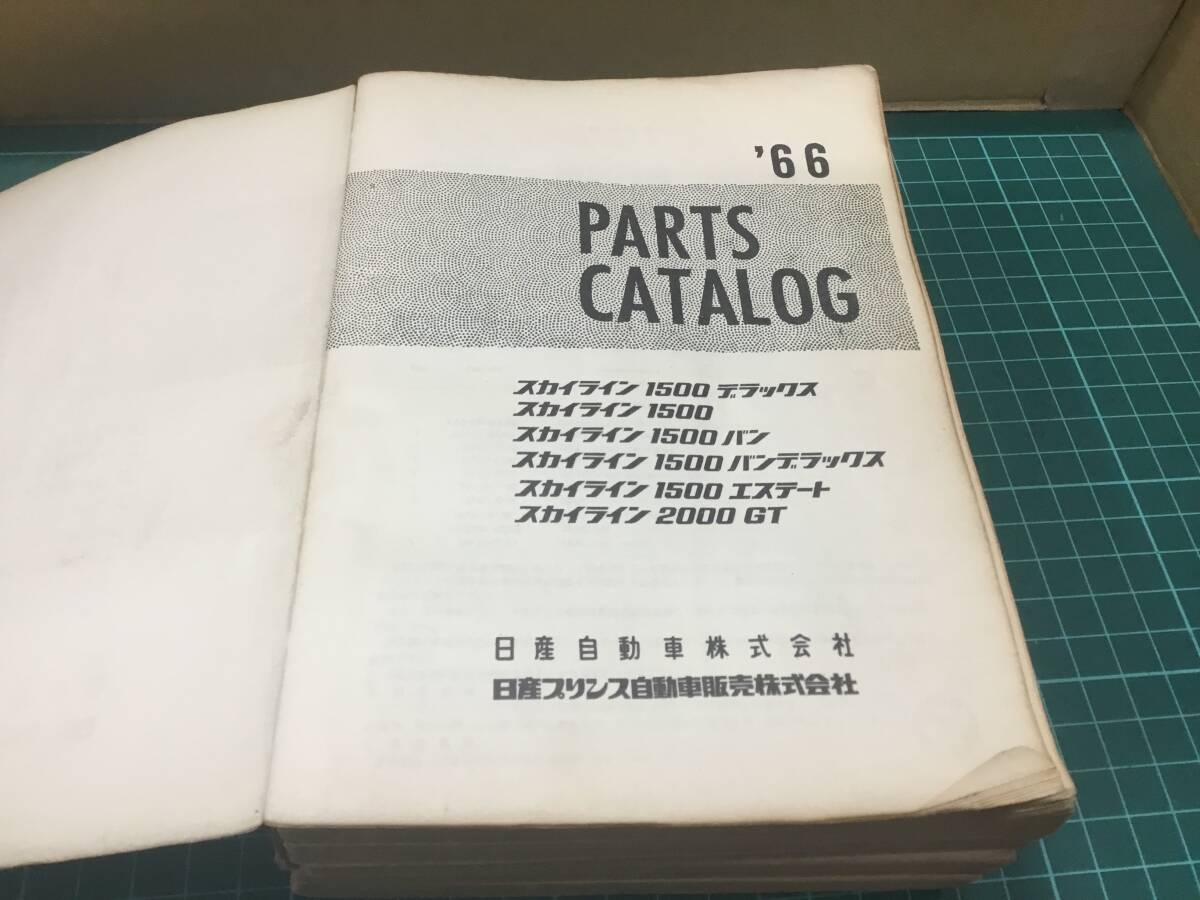 ’66
PARTS
CATALOG
スカイライン 1500 デラックス
スカイライン 1500
スカイライン 1500 バン
スカイライン 1500 バンデラックス
スカイライン 1500 エステート
スカイライン 2000 GT
日産自動車株式会社
日産プリンス自動車販売株式会社